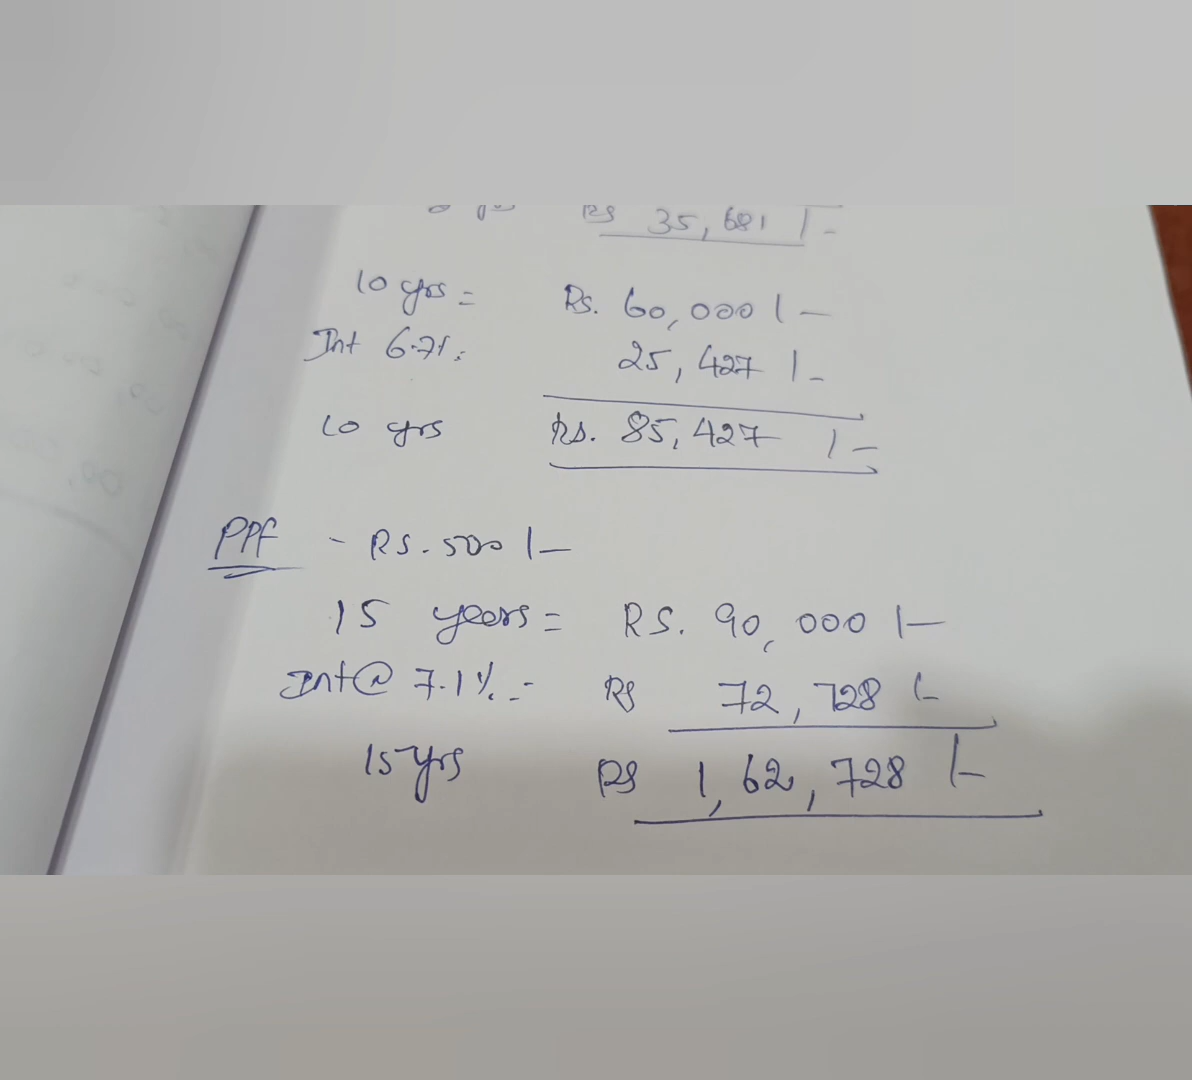 Rs 35,681/-
10 yrs = Rs. 60,000/-
Int 6.7%: 25,427/-
10 yrs Rs. 85,427/-
PPF - Rs.500/-
15 years = RS. 90,000/-
Int@ 7.1%.- Rs 72,728/-
15 yrs Rs 1,62,728/-